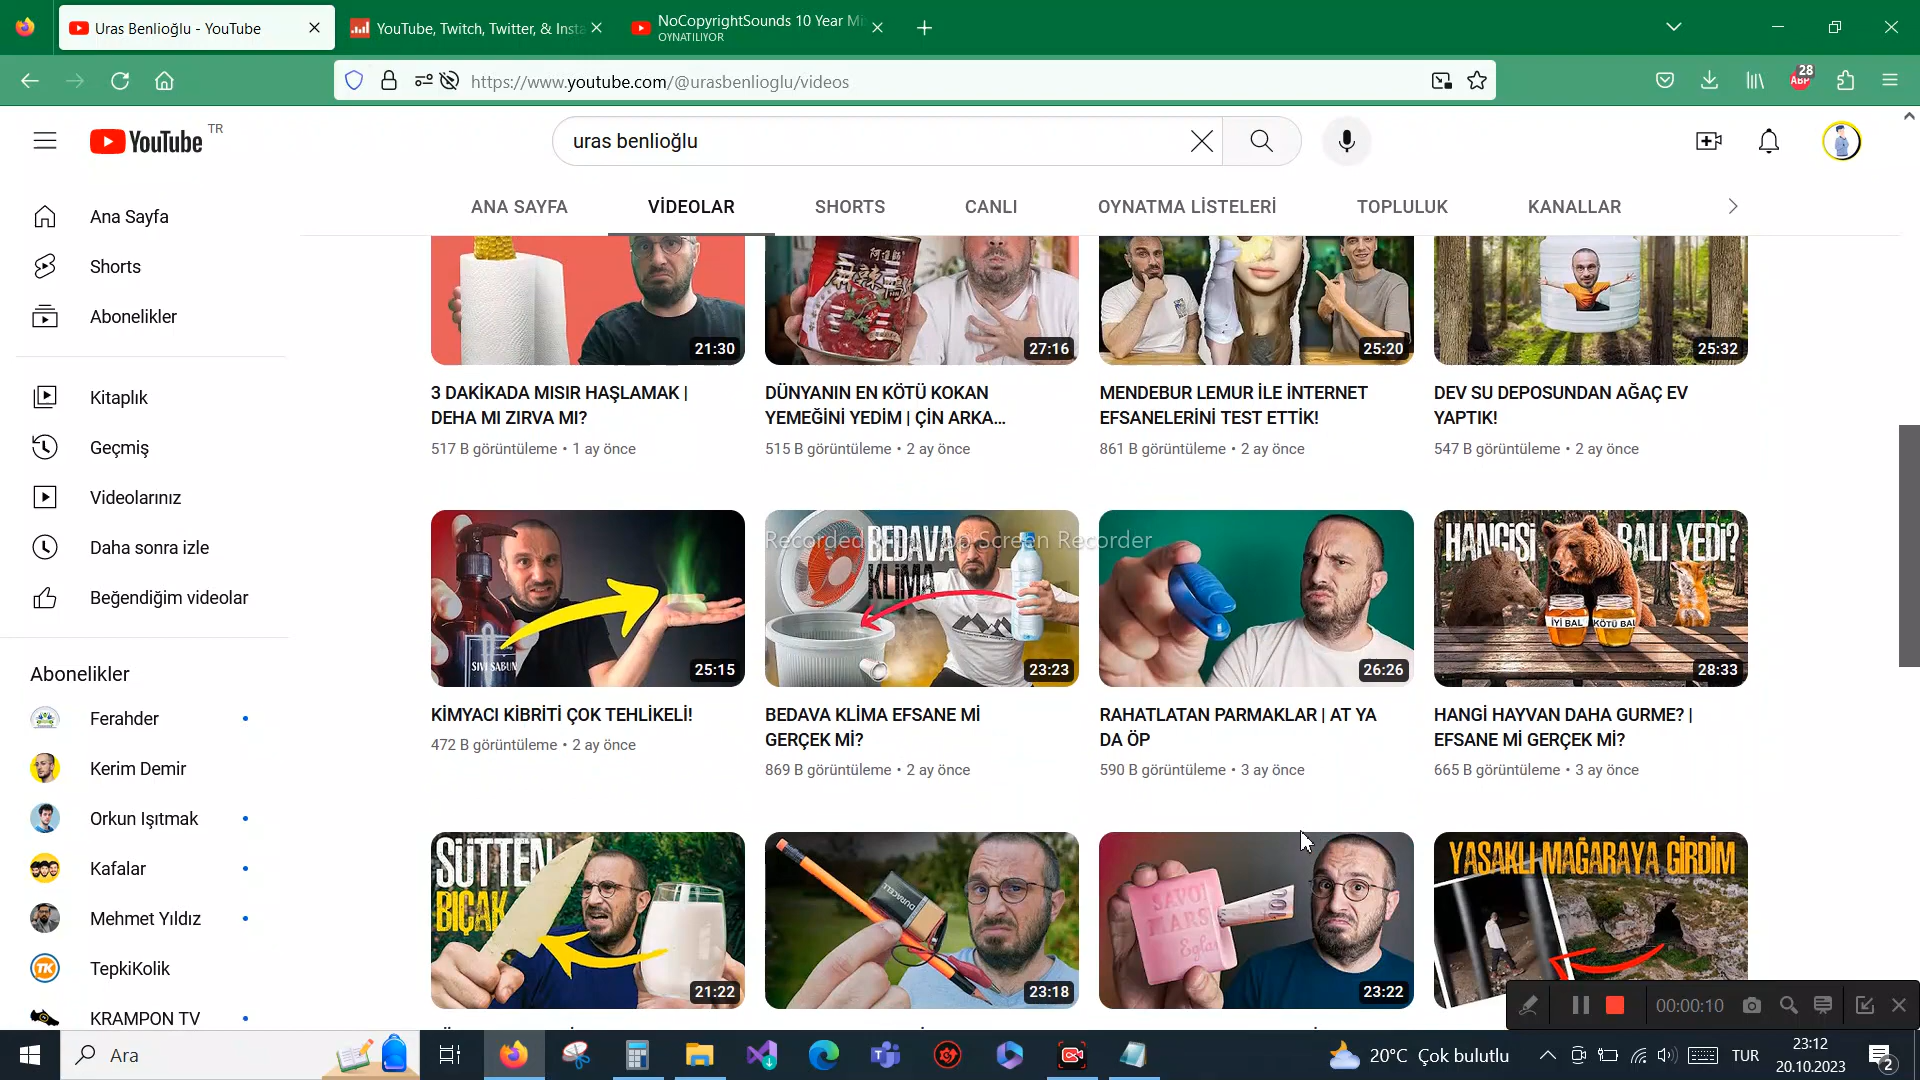 Uras Benlioğlu - YouTube
YouTube, Twitch, Twitter, & Insta
NoCopyrightSounds 10 Year Mi
OYNATILIYOR
https://www.youtube.com/@urasbenlioglu/videos
28
ABP
YouTube TR
uras benlioğlu
ANA SAYFA
VİDEOLAR
SHORTS
CANLI
OYNATMA LİSTELERİ
TOPLULUK
KANALLAR
Ana Sayfa
Shorts
Abonelikler
Kitaplık
Geçmiş
Videolarınız
Daha sonra izle
Beğendiğim videolar
Abonelikler
Ferahder
Kerim Demir
Orkun Işıtmak
Kafalar
Mehmet Yıldız
TK
TepkiKolik
KRAMPON TV
21:30
27:16
25:20
25:32
3 DAKİKADA MISIR HAŞLAMAK |
DEHA MI ZIRVA MI?
517 B görüntüleme • 1 ay önce
DÜNYANIN EN KÖTÜ KOKAN
YEMEĞİNİ YEDİM | ÇİN ARKA...
515 B görüntüleme • 2 ay önce
MENDEBUR LEMUR İLE İNTERNET
EFSANELERİNİ TEST ETTİK!
861 B görüntüleme • 2 ay önce
DEV SU DEPOSUNDAN AĞAÇ EV
YAPTIK!
547 B görüntüleme • 2 ay önce
SIVI SABUN
25:15
BEDAVA
KLİMA
23:23
26:26
HANGİSİ BALI YEDİ?
İYİ BAL
KÖTÜ BAL
28:33
KİMYACI KİBRİTİ ÇOK TEHLİKELİ!
472 B görüntüleme • 2 ay önce
BEDAVA KLİMA EFSANE Mİ
GERÇEK Mİ?
869 B görüntüleme • 2 ay önce
RAHATLATAN PARMAKLAR | AT YA
DA ÖP
590 B görüntüleme • 3 ay önce
HANGİ HAYVAN DAHA GURME? |
EFSANE Mİ GERÇEK Mİ?
665 B görüntüleme • 3 ay önce
SÜTTEN
BIÇAK
21:22
DURACELL
23:18
23:22
YASAKLI MAĞARAYA GİRDİM
00:00:10
Ara
20°C Çok bulutlu
TUR
23:12
20.10.2023
2